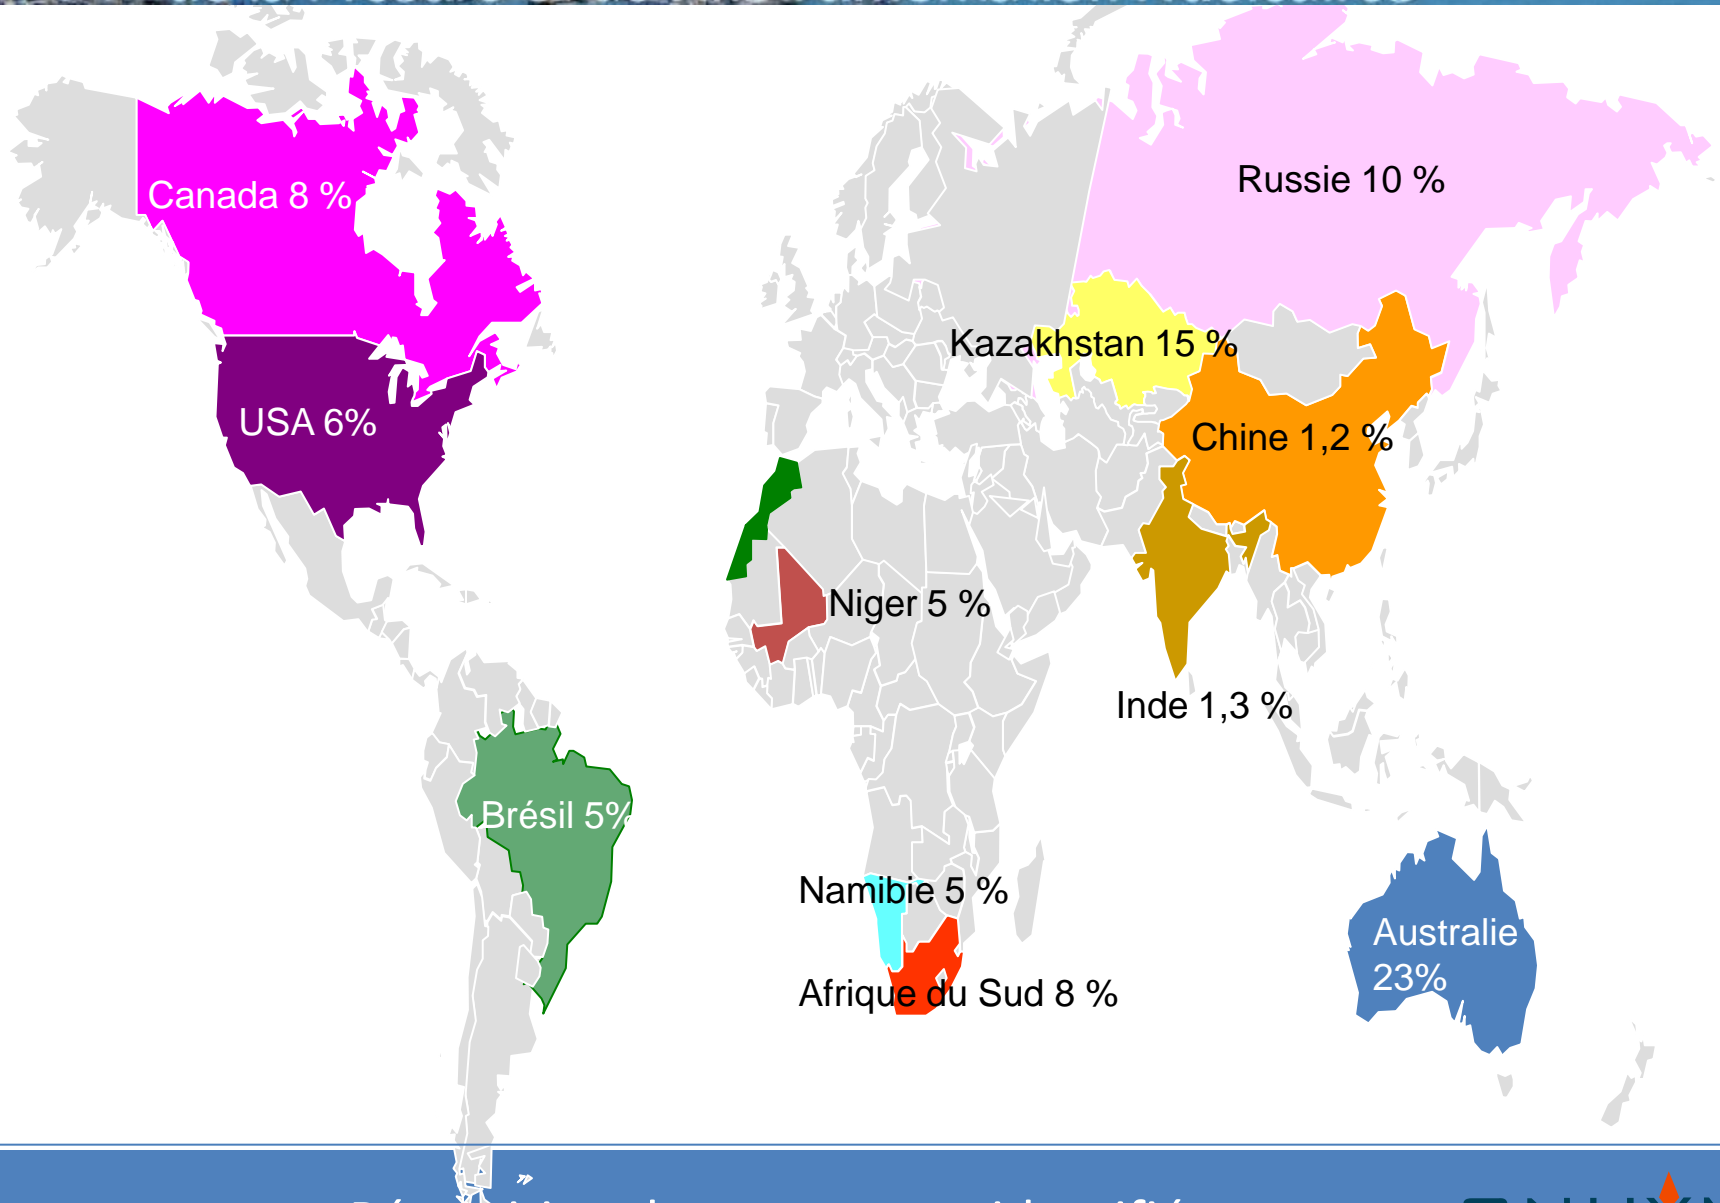 Canada 8 %
Russie 10 %
Kazakhstan 15 %
USA 6%
Chine 1,2 %
Niger 5 %
Inde 1,3 %
Brésil 5%
Namibie 5 %
Australie
23%
Afrique du Sud 8 %